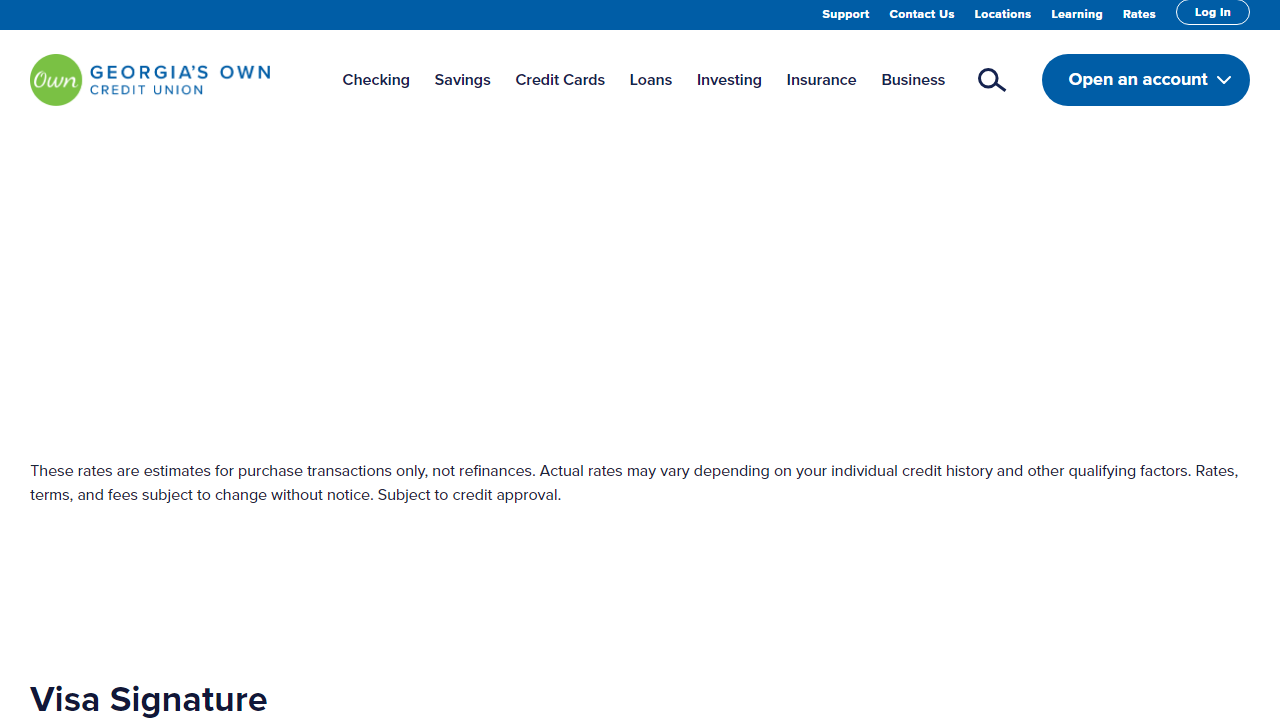 Support Contact Us Locations Learning Rates Log In
Own GEORGIA'S OWN
CREDIT UNION
Checking Savings Credit Cards Loans Investing Insurance Business Open an account
These rates are estimates for purchase transactions only, not refinances. Actual rates may vary depending on your individual credit history and other qualifying factors. Rates,
terms, and fees subject to change without notice. Subject to credit approval.
Visa Signature